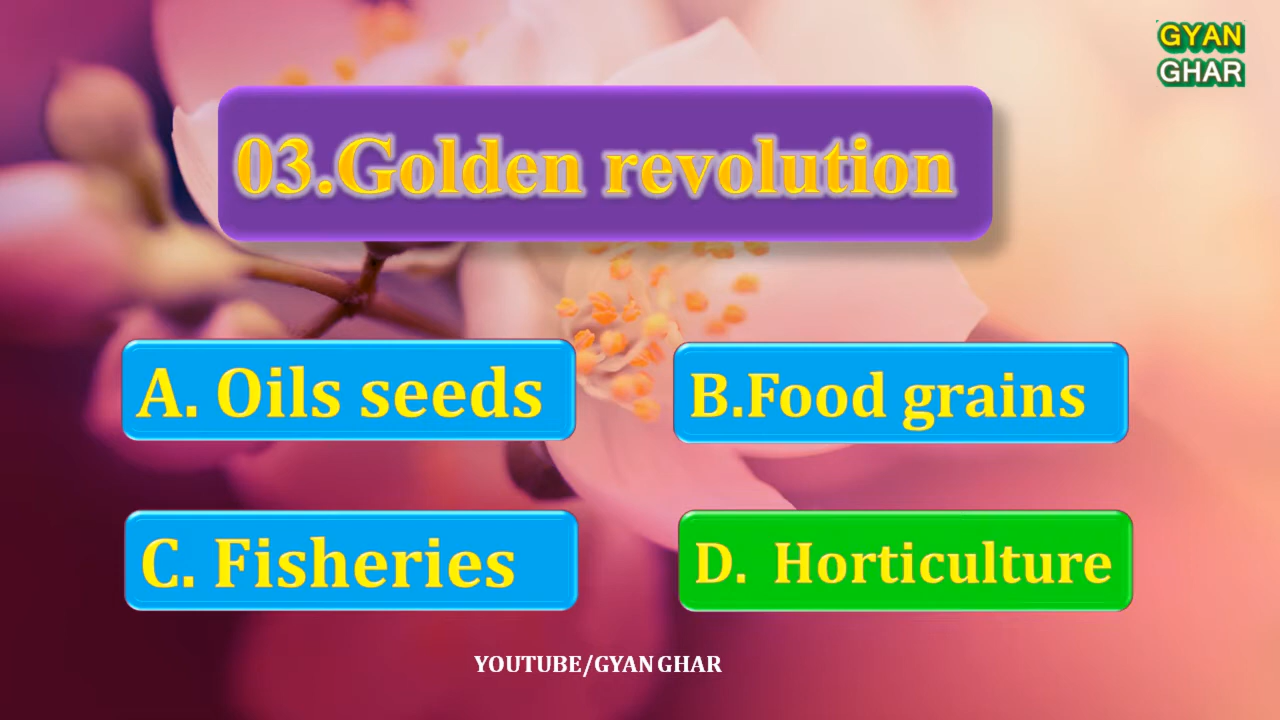 GYAN
GHAR
03.Golden revolution
A. Oils seeds
B.Food grains
C. Fisheries
D. Horticulture
YOUTUBE/GYAN GHAR